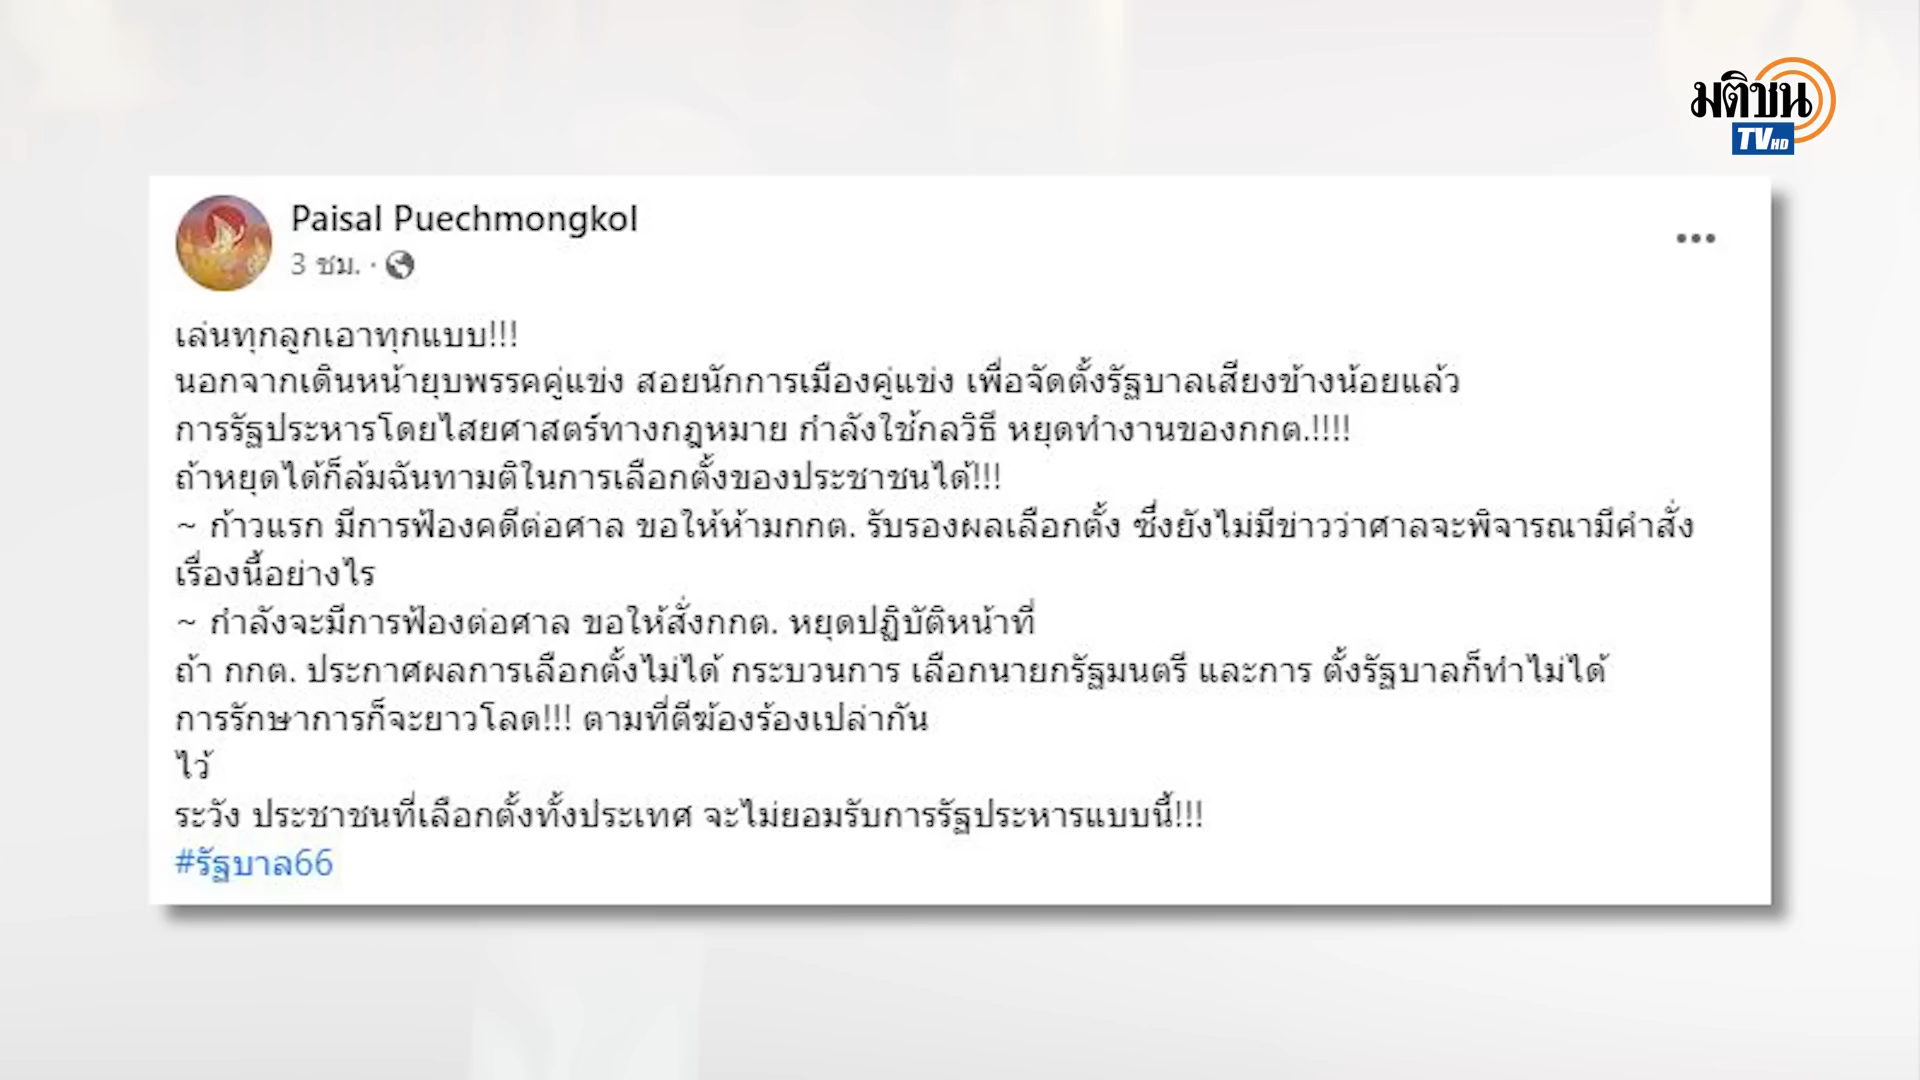 มติชน
TV HD
Paisal Puechmongkol
3 ชม. ·
เล่นทุกลูกเอาทุกแบบ!!!
นอกจากเดินหน้ายุบพรรคคู่แข่ง สอยนักการเมืองคู่แข่ง เพื่อจัดตั้งรัฐบาลเสียงข้างน้อยแล้ว
การรัฐประหารโดยไสยศาสตร์ทางกฎหมาย กำลังใช้กลวิธี หยุดทำงานของกกต.!!!!
ถ้าหยุดได้ก็ล้มฉันทามติในการเลือกตั้งของประชาชนได้!!!
~ ก้าวแรก มีการฟ้องคดีต่อศาล ขอให้ห้ามกกต. รับรองผลเลือกตั้ง ซึ่งยังไม่มีข่าวว่าศาลจะพิจารณามีคำสั่ง
เรื่องนี้อย่างไร
~ กำลังจะมีการฟ้องต่อศาล ขอให้สั่งกกต. หยุดปฏิบัติหน้าที่
ถ้า กกต. ประกาศผลการเลือกตั้งไม่ได้ กระบวนการ เลือกนายกรัฐมนตรี และการ ตั้งรัฐบาลก็ทำไม่ได้
การรักษาการก็จะยาวโลด!!! ตามที่ตีฆ้องร้องเปล่ากัน
ไว้
ระวัง ประชาชนที่เลือกตั้งทั้งประเทศ จะไม่ยอมรับการรัฐประหารแบบนี้!!!
#รัฐบาล66